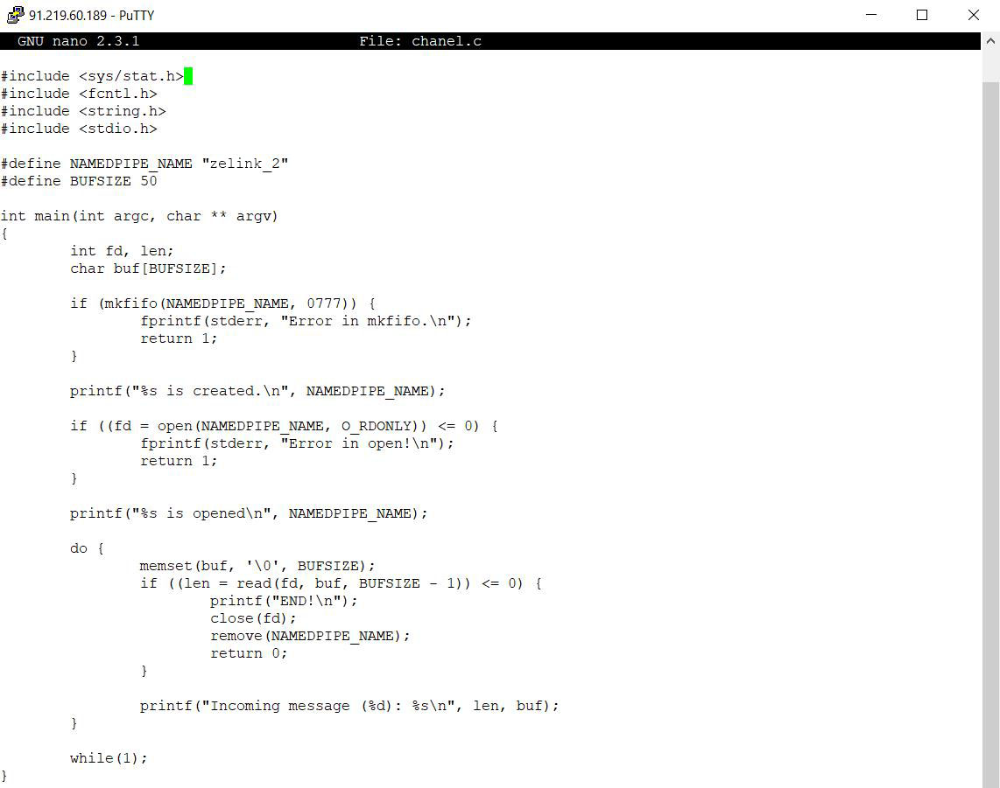 91.219.60.189 - PuTTY
GNU nano 2.3.1 File: chanel.c
#include <sys/stat.h>
#include <fcntl.h>
#include <string.h>
#include <stdio.h>
#define NAMEDPIPE_NAME "zelink_2"
#define BUFSIZE 50
int main(int argc, char ** argv)
{
        int fd, len;
        char buf[BUFSIZE];
        if (mkfifo(NAMEDPIPE_NAME, 0777)) {
                fprintf(stderr, "Error in mkfifo.\n");
                return 1;
        }
        printf("%s is created.\n", NAMEDPIPE_NAME);
        if ((fd = open(NAMEDPIPE_NAME, O_RDONLY)) <= 0) {
                fprintf(stderr, "Error in open!\n");
                return 1;
        }
        printf("%s is opened\n", NAMEDPIPE_NAME);
        do {
                memset(buf, '\0', BUFSIZE);
                if ((len = read(fd, buf, BUFSIZE - 1)) <= 0) {
                        printf("END!\n");
                        close(fd);
                        remove(NAMEDPIPE_NAME);
                        return 0;
                }
                printf("Incoming message (%d): %s\n", len, buf);
        }
        while(1);
}